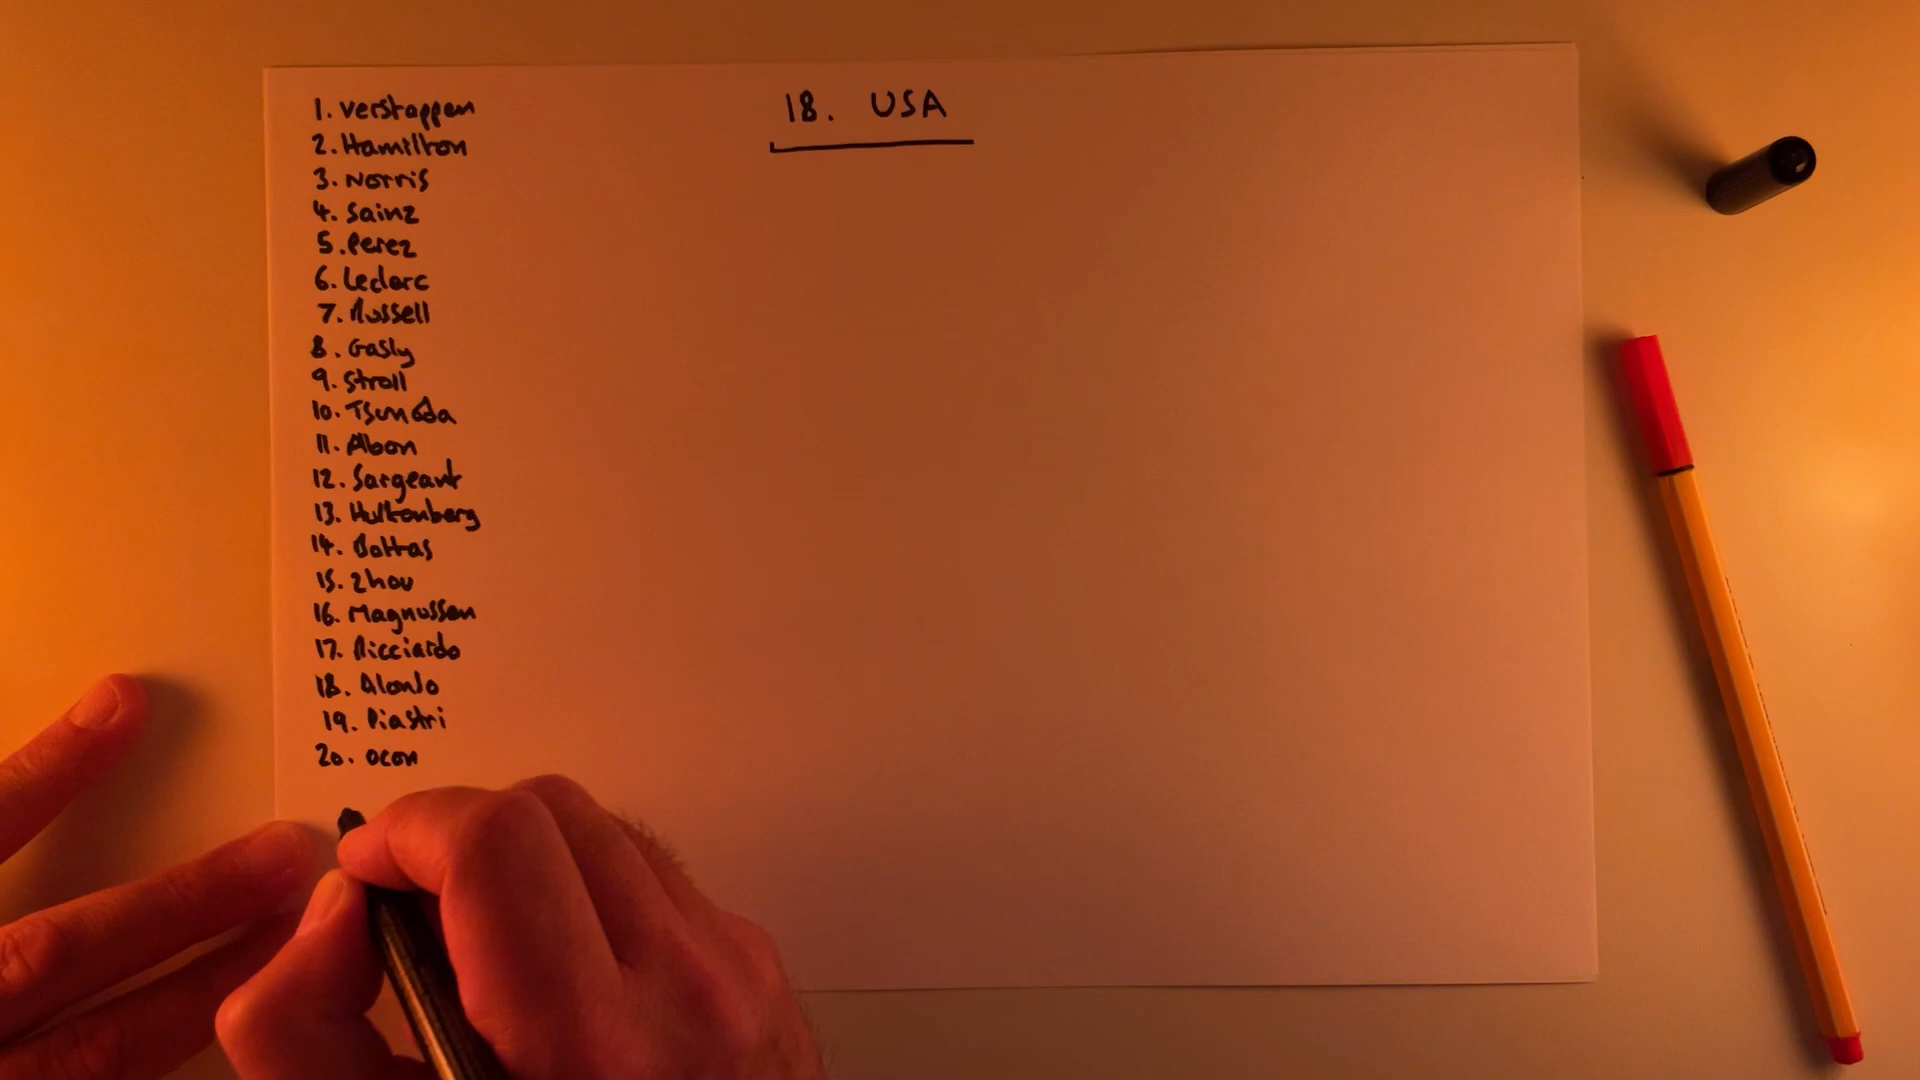 18. USA
1. Verstappen
2. Hamilton
3. Norris
4. Sainz
5. Perez
6. Leclerc
7. Russell
8. Gasly
9. Stroll
10. Tsunoda
11. Albon
12. Sargeant
13. Hulkenberg
14. Bottas
15. Zhou
16. Magnussen
17. Ricciardo
18. Alonso
19. Piastri
20. Ocon